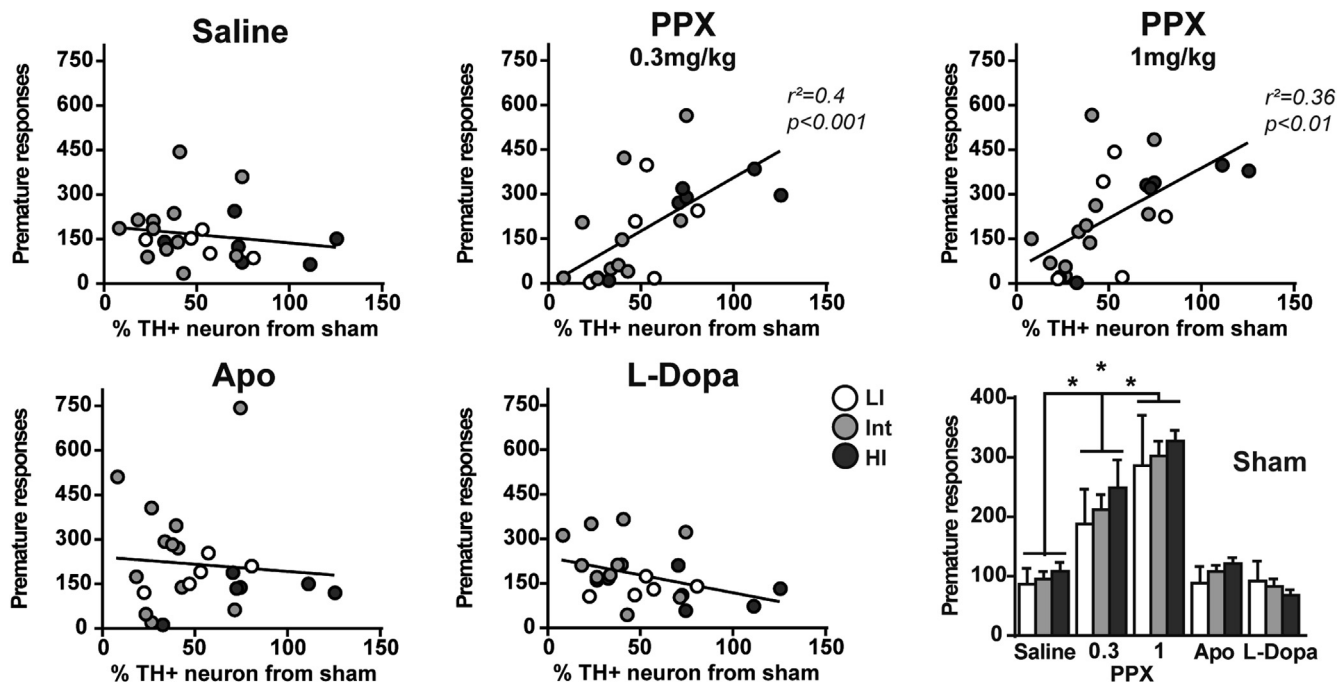 Saline
Premature responses
750
600
450
300
150
0
0
50
100
150
% TH+ neuron from sham
PPX
0.3mg/kg
Premature responses
750
600
450
300
150
0
0
50
100
150
r²=0.4
p<0.001
% TH+ neuron from sham
PPX
1mg/kg
Premature responses
750
600
450
300
150
0
0
50
100
150
r²=0.36
p<0.01
% TH+ neuron from sham
Apo
Premature responses
750
600
450
300
150
0
0
50
100
150
% TH+ neuron from sham
L-Dopa
Premature responses
750
600
450
300
150
0
0
50
100
150
% TH+ neuron from sham
LI
Int
HI
Premature responses
400
300
200
100
0
*
* *
Sham
Saline 0.3 1 Apo L-Dopa
PPX